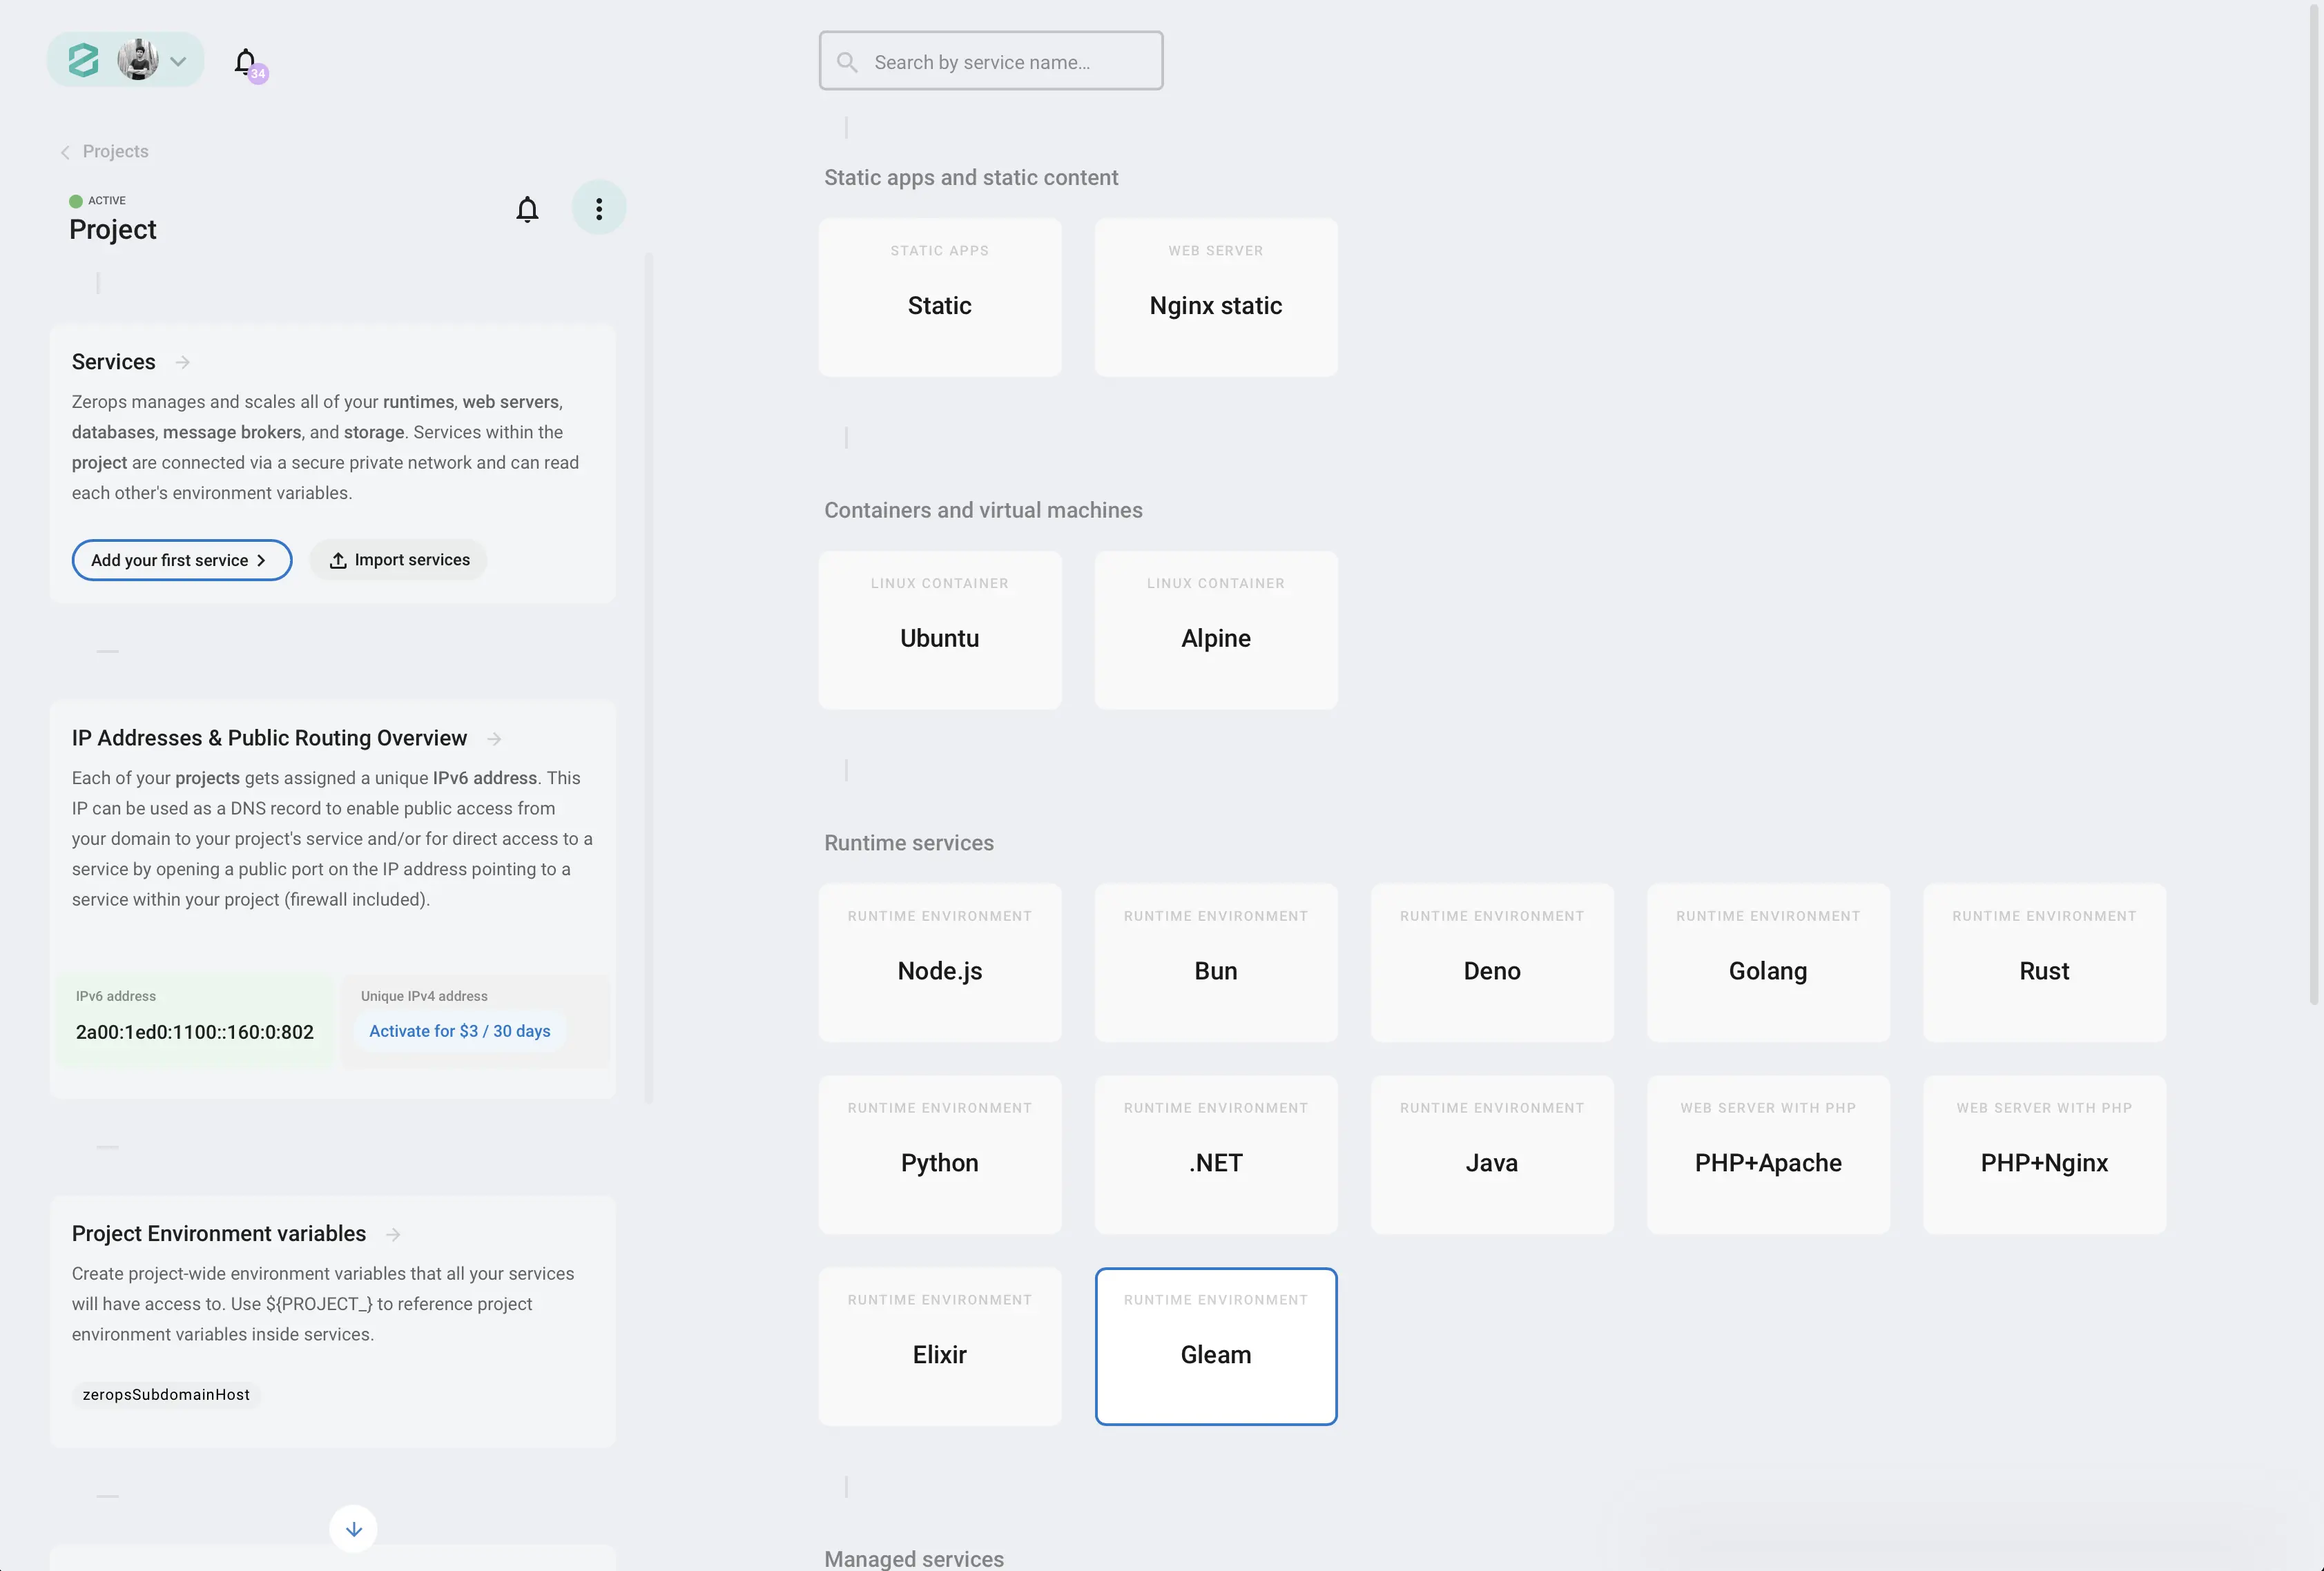 34
Projects
ACTIVE
Project
Services
Zerops manages and scales all of your runtimes, web servers,
databases, message brokers, and storage. Services within the
project are connected via a secure private network and can read
each other's environment variables.
Add your first service
Import services
IP Addresses & Public Routing Overview
Each of your projects gets assigned a unique IPv6 address. This
IP can be used as a DNS record to enable public access from
your domain to your project's service and/or for direct access to a
service by opening a public port on the IP address pointing to a
service within your project (firewall included).
IPv6 address
2a00:1ed0:1100::160:0:802
Unique IPv4 address
Activate for $3 / 30 days
Project Environment variables
Create project-wide environment variables that all your services
will have access to. Use ${PROJECT_} to reference project
environment variables inside services.
zeropsSubdomainHost
Search by service name...
Static apps and static content
STATIC APPS
Static
WEB SERVER
Nginx static
Containers and virtual machines
LINUX CONTAINER
Ubuntu
LINUX CONTAINER
Alpine
Runtime services
RUNTIME ENVIRONMENT
Node.js
RUNTIME ENVIRONMENT
Bun
RUNTIME ENVIRONMENT
Deno
RUNTIME ENVIRONMENT
Golang
RUNTIME ENVIRONMENT
Rust
RUNTIME ENVIRONMENT
Python
RUNTIME ENVIRONMENT
.NET
RUNTIME ENVIRONMENT
Java
WEB SERVER WITH PHP
PHP+Apache
WEB SERVER WITH PHP
PHP+Nginx
RUNTIME ENVIRONMENT
Elixir
RUNTIME ENVIRONMENT
Gleam
Managed services